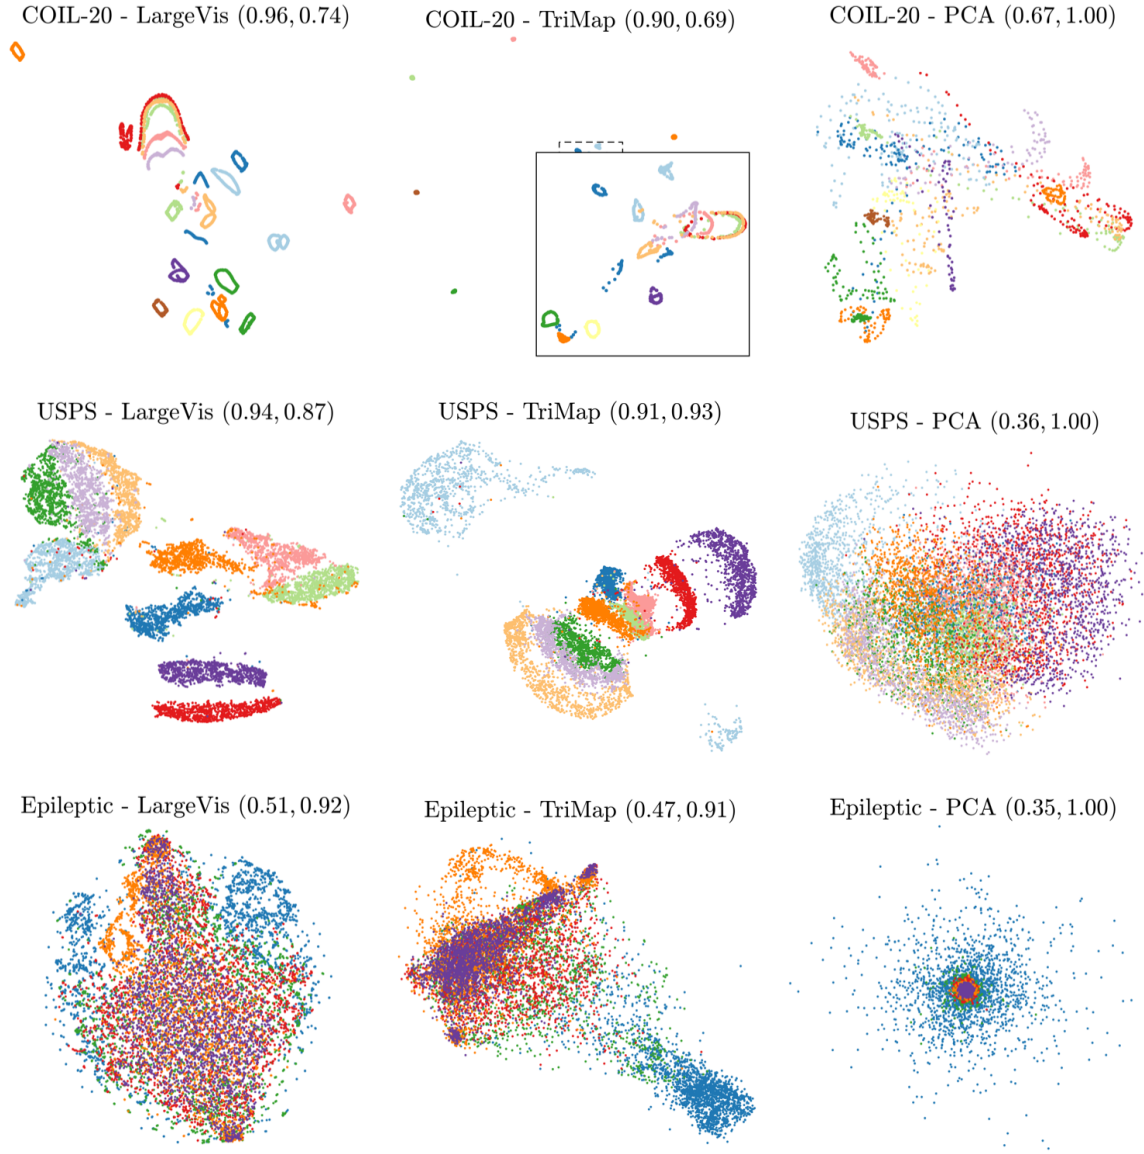 COIL-20 - LargeVis (0.96, 0.74)
COIL-20 - TriMap (0.90, 0.69)
COIL-20 - PCA (0.67, 1.00)
USPS - LargeVis (0.94, 0.87)
USPS - TriMap (0.91, 0.93)
USPS - PCA (0.36, 1.00)
Epileptic - LargeVis (0.51, 0.92)
Epileptic - TriMap (0.47, 0.91)
Epileptic - PCA (0.35, 1.00)